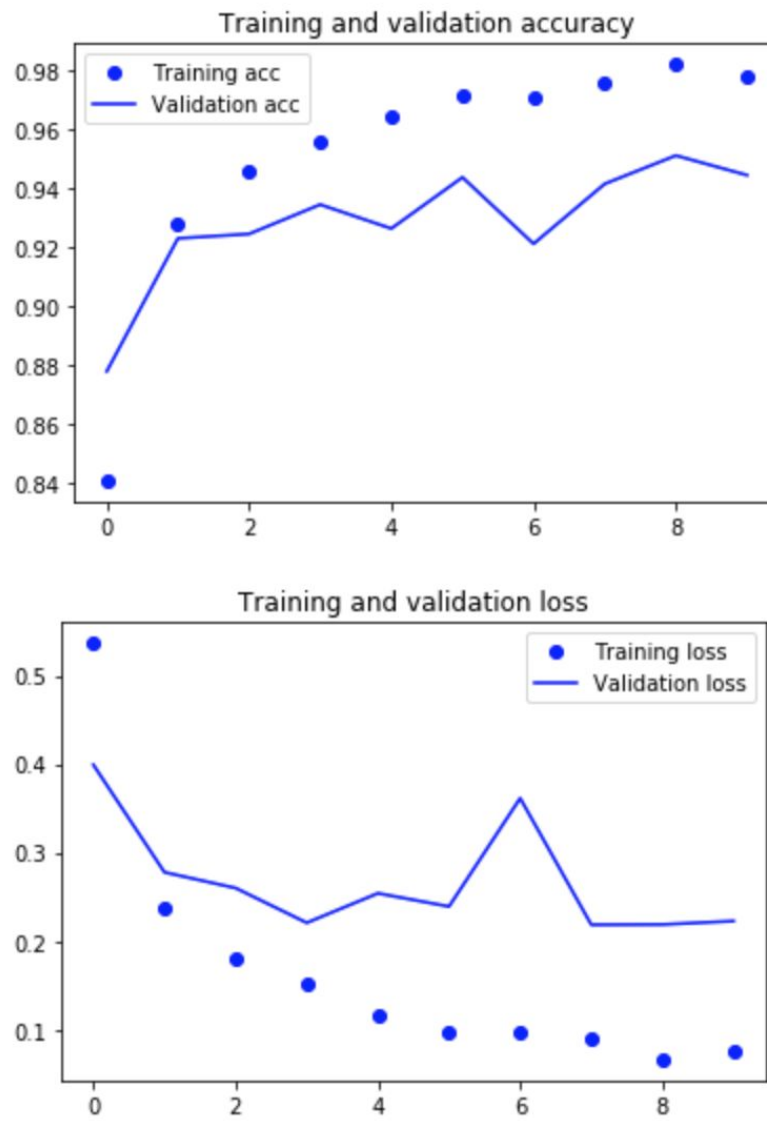 Training and validation accuracy
Training acc
Validation acc
0.98
0.96
0.94
0.92
0.90
0.88
0.86
0.84
0 2 4 6 8
Training and validation loss
Training loss
Validation loss
0.5
0.4
0.3
0.2
0.1
0 2 4 6 8